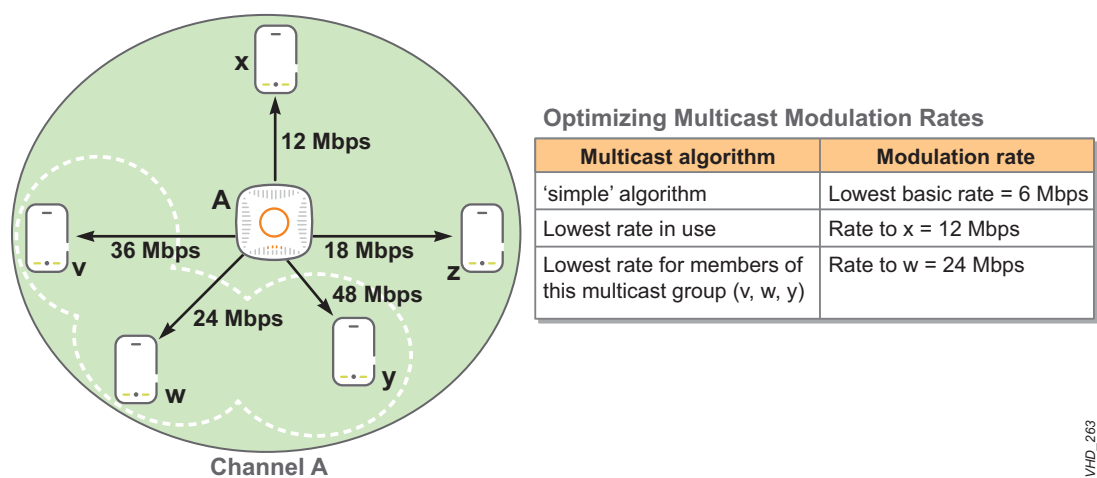 x
12 Mbps
A
36 Mbps
18 Mbps
v
z
48 Mbps
24 Mbps
y
w
Channel A
Optimizing Multicast Modulation Rates
Multicast algorithm Modulation rate
‘simple’ algorithm Lowest basic rate = 6 Mbps
Lowest rate in use Rate to x = 12 Mbps
Lowest rate for members of Rate to w = 24 Mbps
this multicast group (v, w, y)
VHD_263